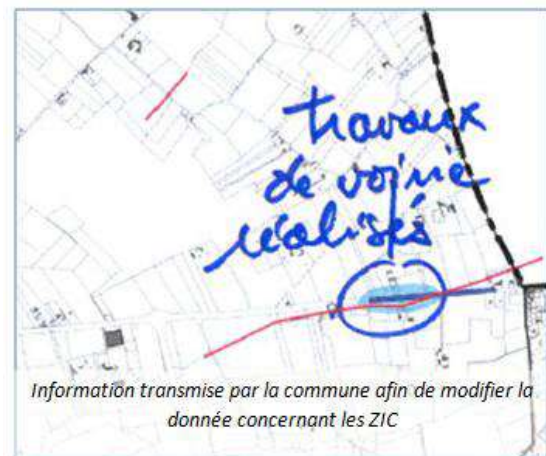 travaux
de voirie
réalisés
Information transmise par la commune afin de modifier la
donnée concernant les ZIC